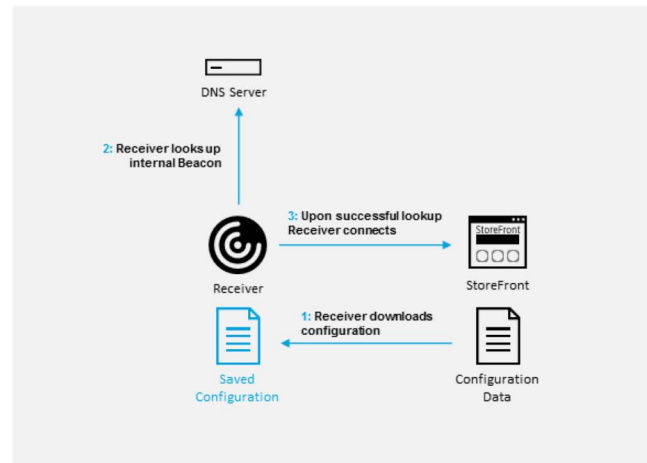 DNS Server
2: Receiver looks up
internal Beacon
3: Upon successful lookup
Receiver connects
StoreFront
Receiver
StoreFront
1: Receiver downloads
configuration
Saved
Configuration
Configuration
Data